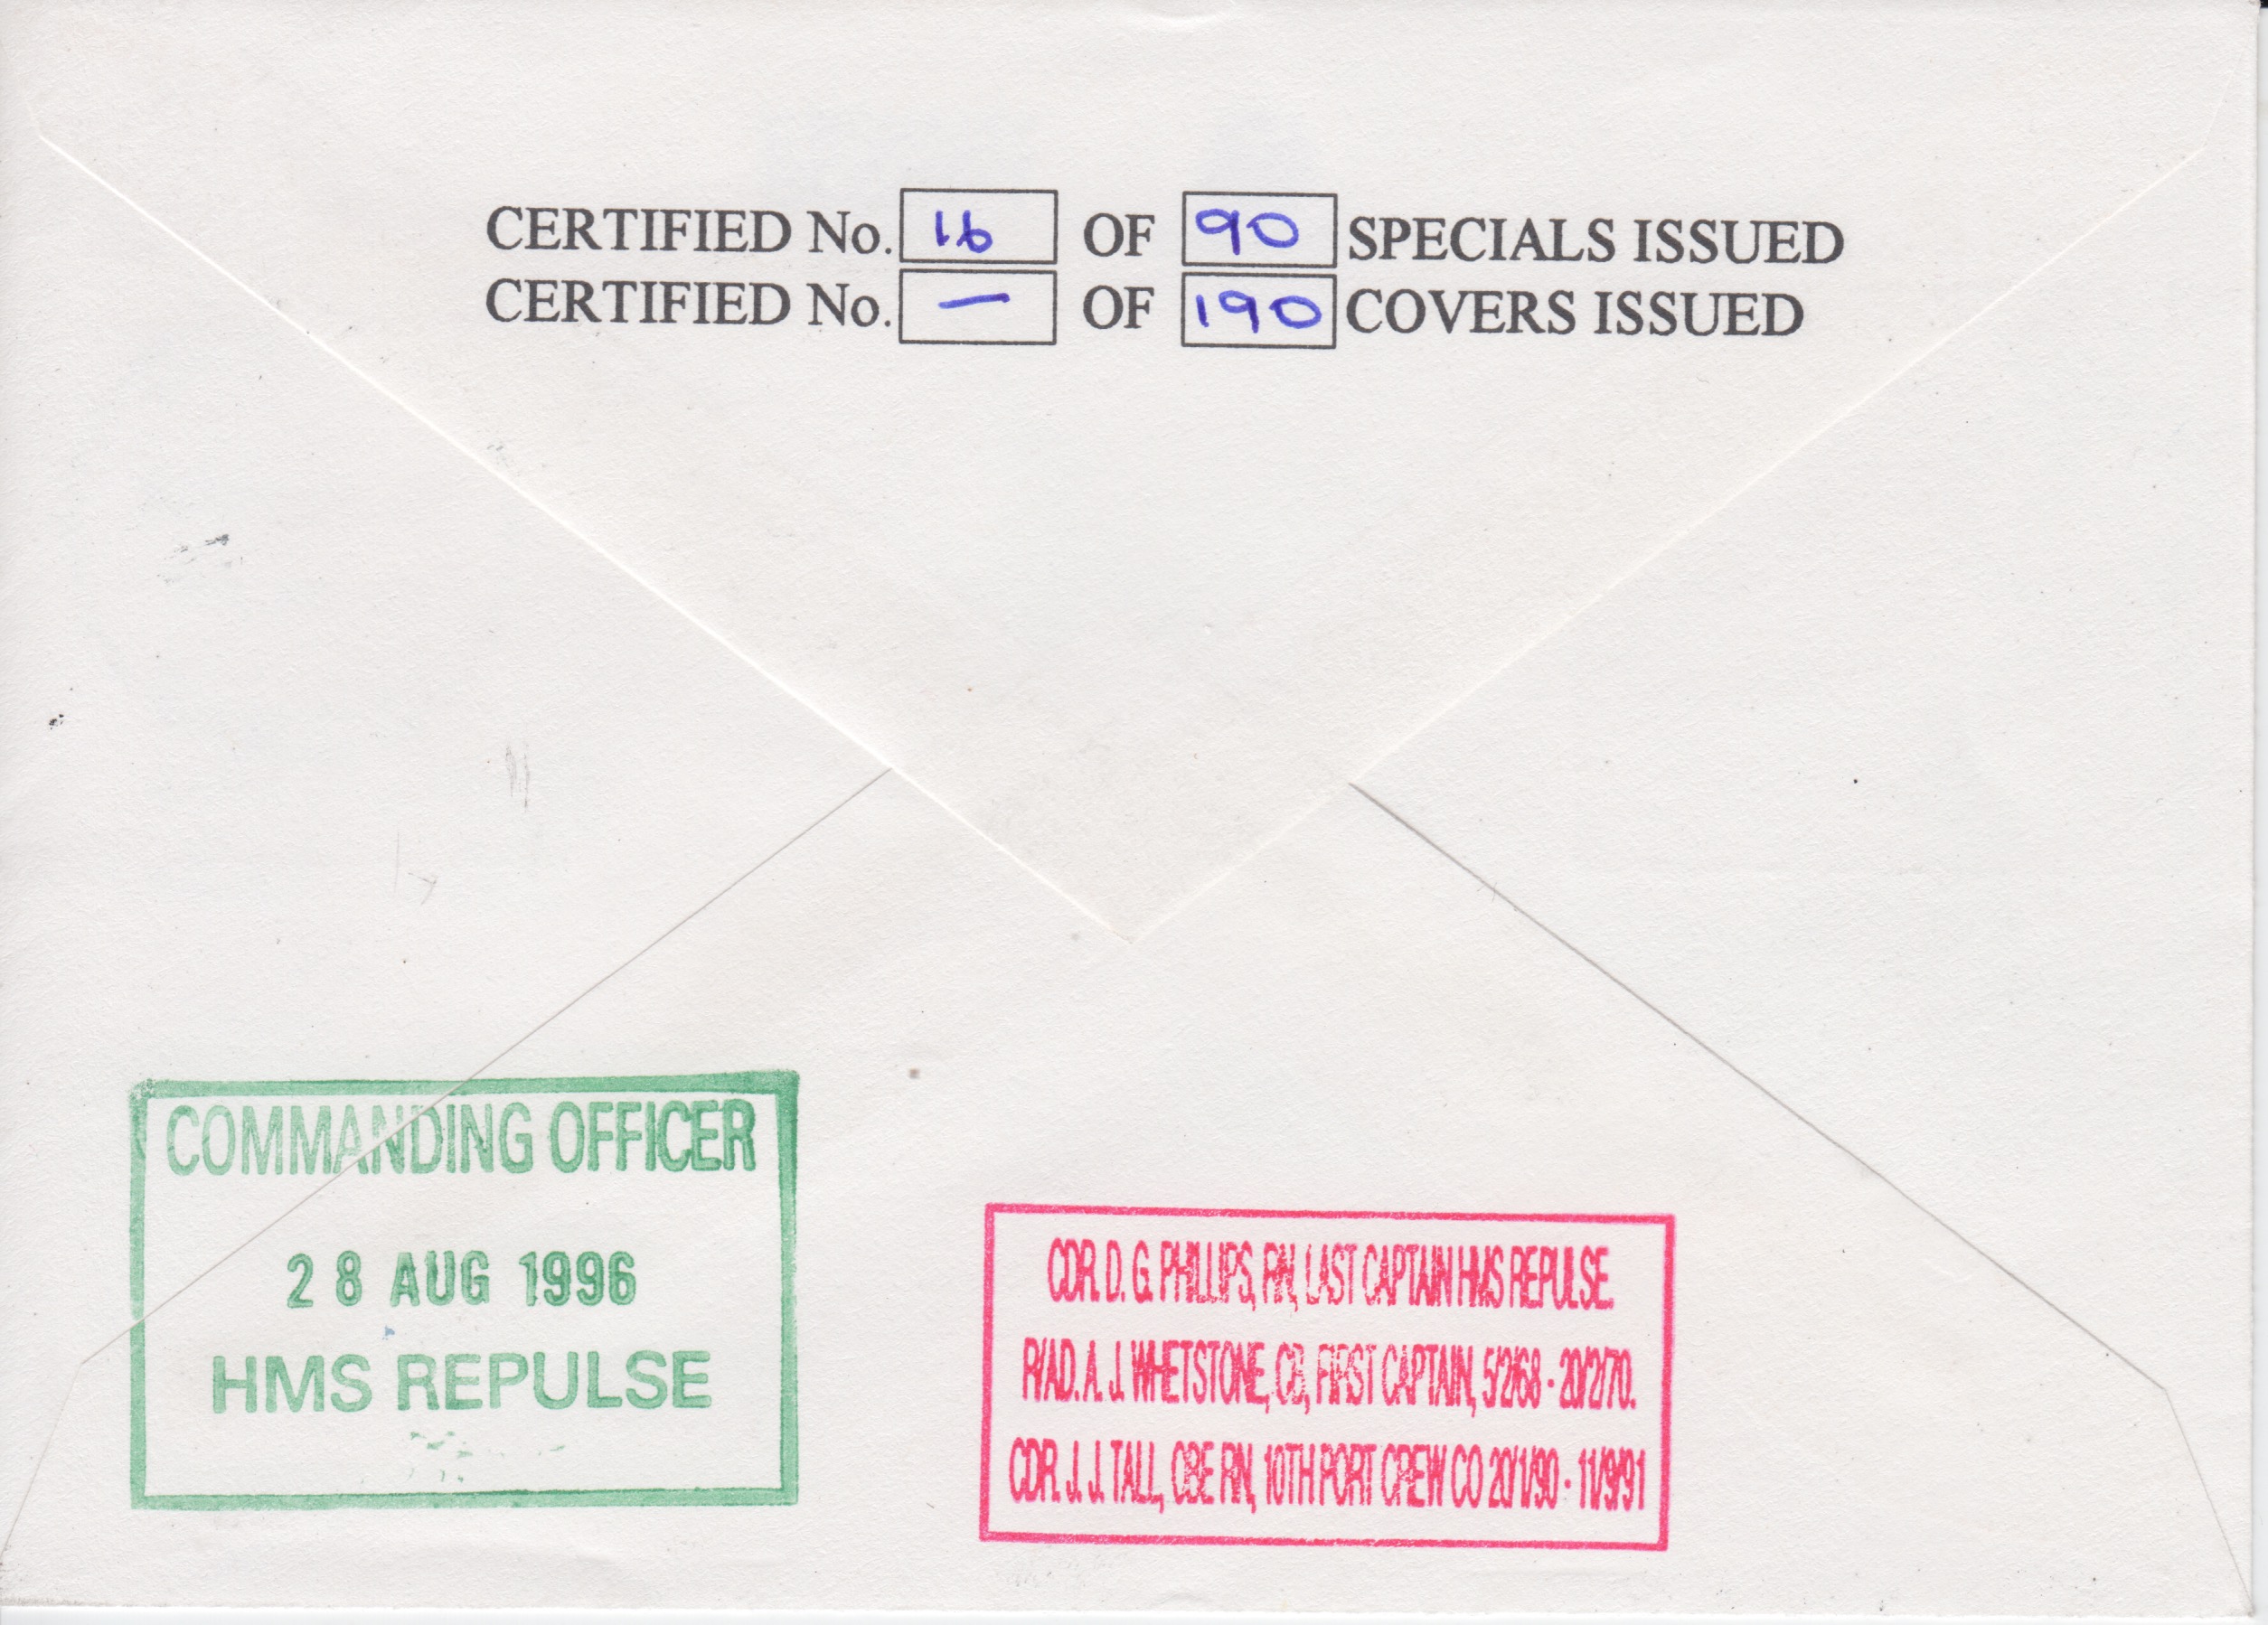 CERTIFIED No. 16 OF 90 SPECIALS ISSUED
CERTIFIED No. — OF 190 COVERS ISSUED
COMMANDING OFFICER
28 AUG 1996
HMS REPULSE
CDR. D. G. PHILLIPS, RN, LAST CAPTAIN HMS REPULSE.
R/AD. A. J. WHETSTONE, CB, FIRST CAPTAIN, 5/2/68 - 20/2/70.
CDR. J. J. TALL, OBE RN, 10TH PORT CREW CO 20/1/90 - 11/9/91